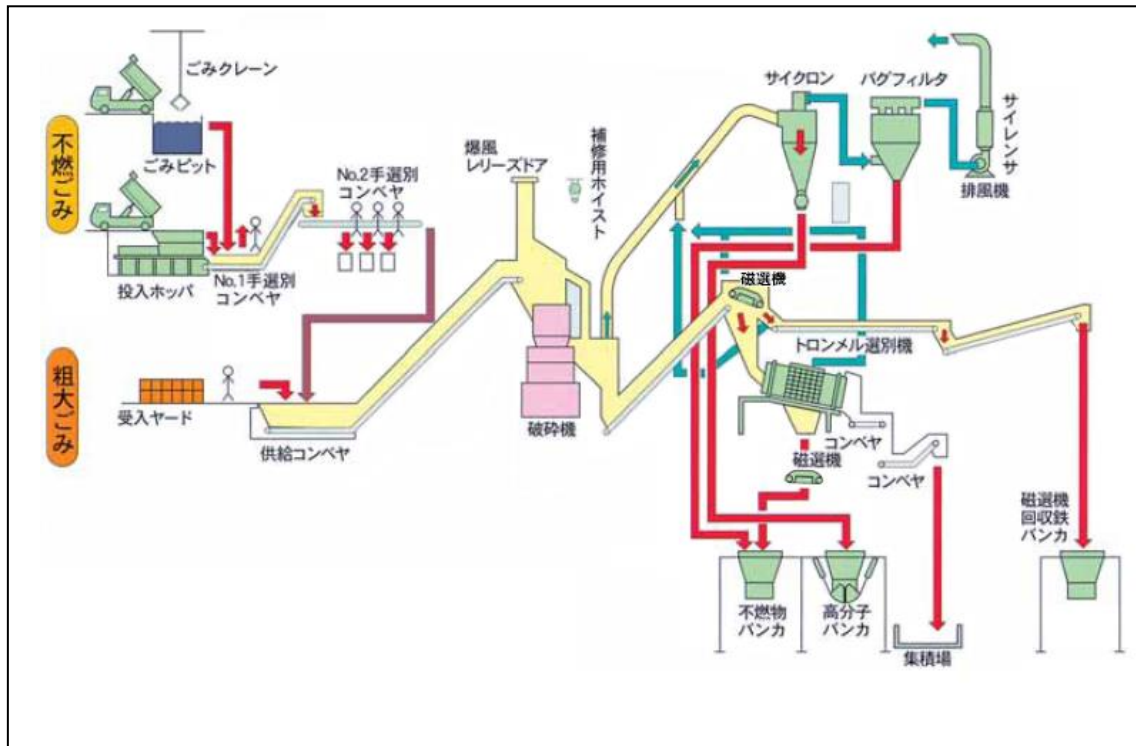 不燃ごみ
ごみクレーン
ごみピット
投入ホッパ
No.1手選別
コンベヤ
No.2手選別
コンベヤ
粗大ごみ
受入ヤード
供給コンベヤ
爆風
レリーズドア
補修用ホイスト
破砕機
サイクロン
バグフィルタ
サイレンサ
排風機
磁選機
トロンメル選別機
コンベヤ
磁選機
コンベヤ
磁選機
回収鉄
バンカ
不燃物
バンカ
高分子
バンカ
集積場